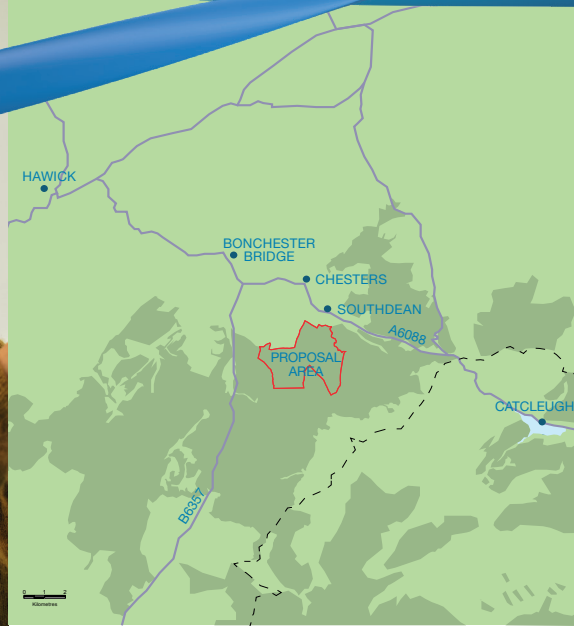 HAWICK
BONCHESTER
BRIDGE
CHESTERS
SOUTHDEAN
A6088
PROPOSAL
AREA
CATCLEUGH
B6357
0 1 2
Kilometres